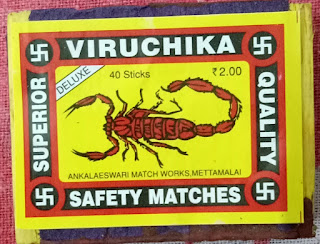 VIRUCHIKA
DELUXE
40 Sticks
₹2.00
SUPERIOR
QUALITY
ANKALAESWARI MATCH WORKS, METTAMALAI
SAFETY MATCHES